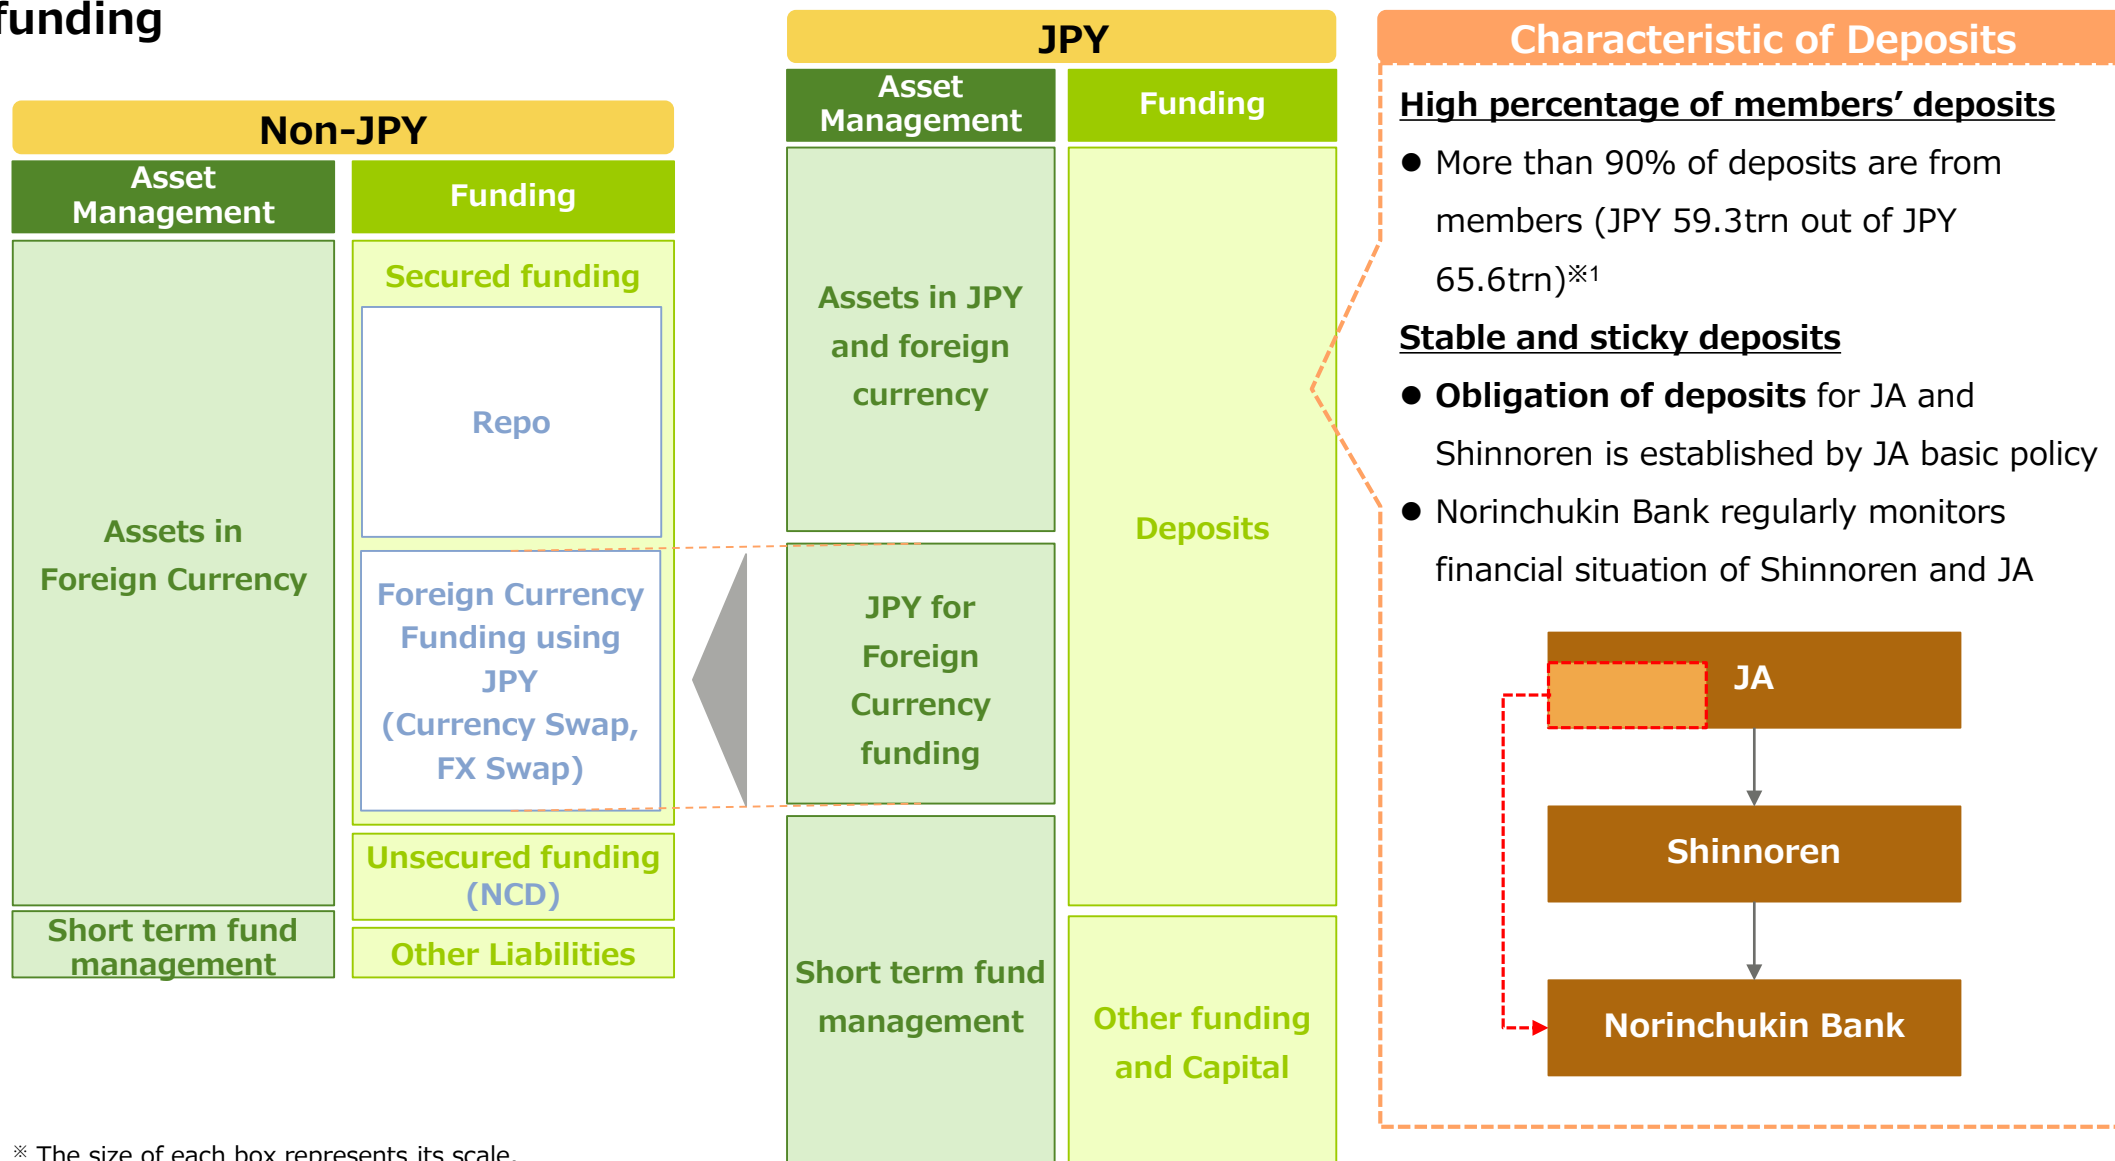 funding
Non-JPY
Asset
Management
Funding
Assets in
Foreign Currency
Short term fund
management
Secured funding
Repo
Foreign Currency
Funding using
JPY
(Currency Swap,
FX Swap)
Unsecured funding
(NCD)
Other Liabilities
JPY
Asset
Management
Funding
Assets in JPY
and foreign
currency
JPY for
Foreign
Currency
funding
Short term fund
management
Deposits
Other funding
and Capital
Characteristic of Deposits
High percentage of members’ deposits
● More than 90% of deposits are from
members (JPY 59.3trn out of JPY
65.6trn)※1
Stable and sticky deposits
● Obligation of deposits for JA and
Shinnoren is established by JA basic policy
● Norinchukin Bank regularly monitors
financial situation of Shinnoren and JA
JA
Shinnoren
Norinchukin Bank
※ The size of each box represents its scale.